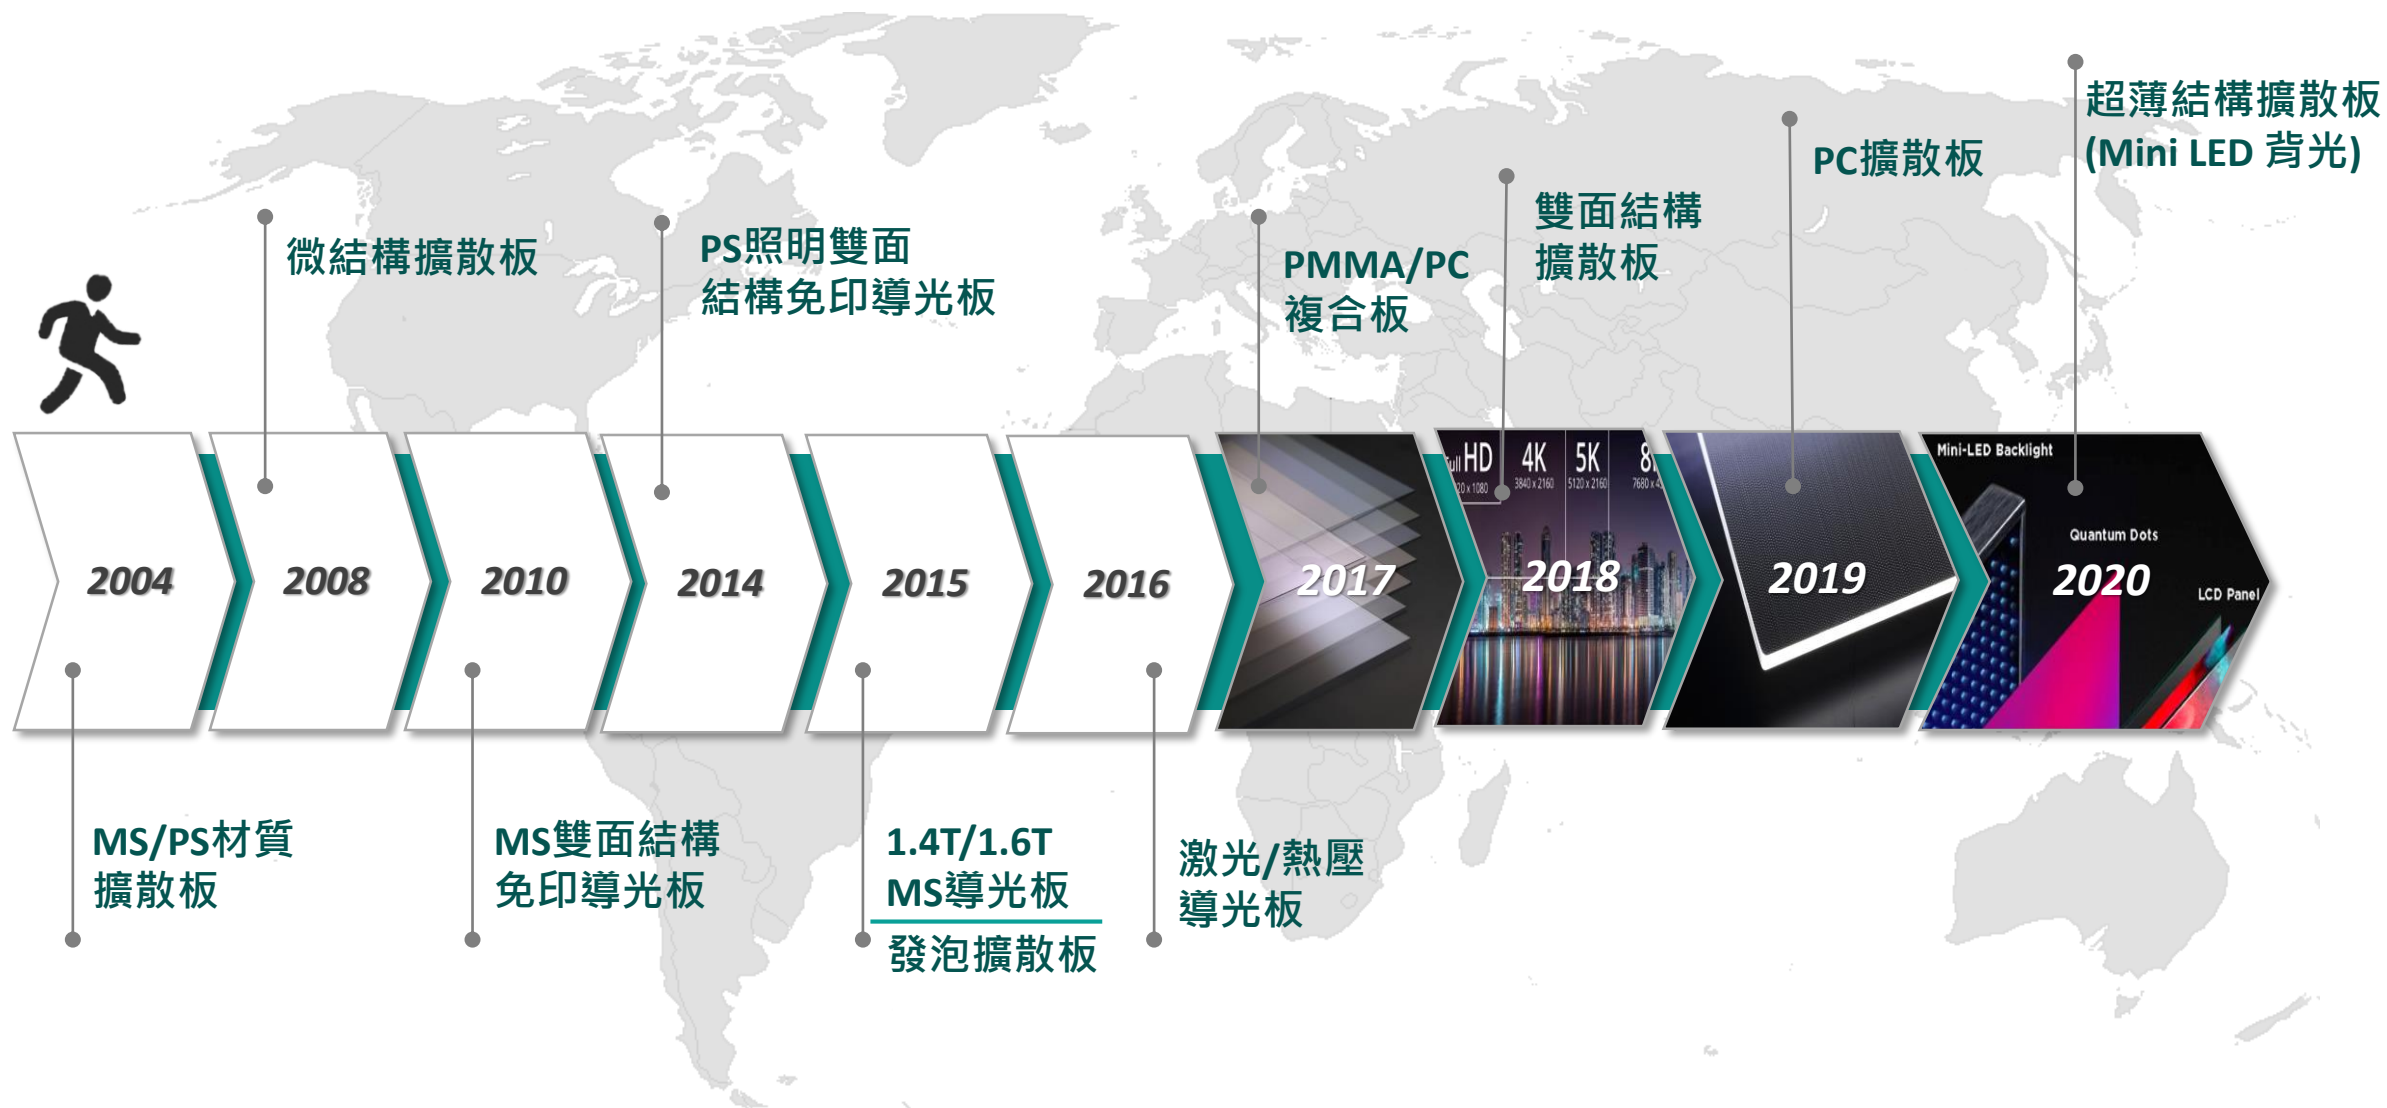 超薄結構擴散板
(Mini LED 背光)
PC擴散板
雙面結構
擴散板
PMMA/PC
複合板
PS照明雙面
結構免印導光板
微結構擴散板
2004
2008
2010
2014
2015
2016
2017
HD
4K
5K
3840 x 2160
5120 x 2160
2018
2019
Mini-LED Backlight
Quantum Dots
2020
LCD Panel
MS/PS材質
擴散板
MS雙面結構
免印導光板
1.4T/1.6T
MS導光板
發泡擴散板
激光/熱壓
導光板